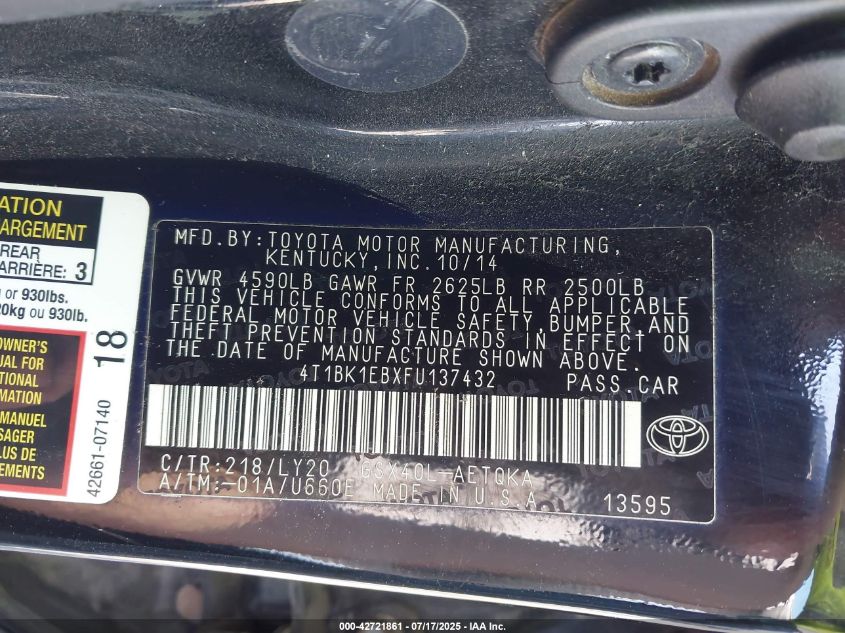 ATION
CHARGEMENT
REAR
ARRIÈRE: 3
or 930lbs.
20kg ou 930lb.
OWNER'S
UAL FOR
TIONAL
RMATION
MANUEL
SAGER
LUS DE
EMENTS
18
42661-07140
MFD.BY:TOYOTA MOTOR MANUFACTURING,
KENTUCKY,INC.10/14
GVWR 4590LB GAWR FR 2625LB RR 2500LB
THIS VEHICLE CONFORMS TO ALL APPLICABLE
FEDERAL MOTOR VEHICLE SAFETY,BUMPER,AND
THEFT PREVENTION STANDARDS IN EFFECT ON
THE DATE OF MANUFACTURE SHOWN ABOVE.
4T1BK1EBXFU137432 PASS.CAR
C/TR:218/LY20 GSX40L-AETQKA
A/TM:-01A/U660E MADE IN U.S.A
13595
000-42721861 - 07/17/2025 - IAA Inc.